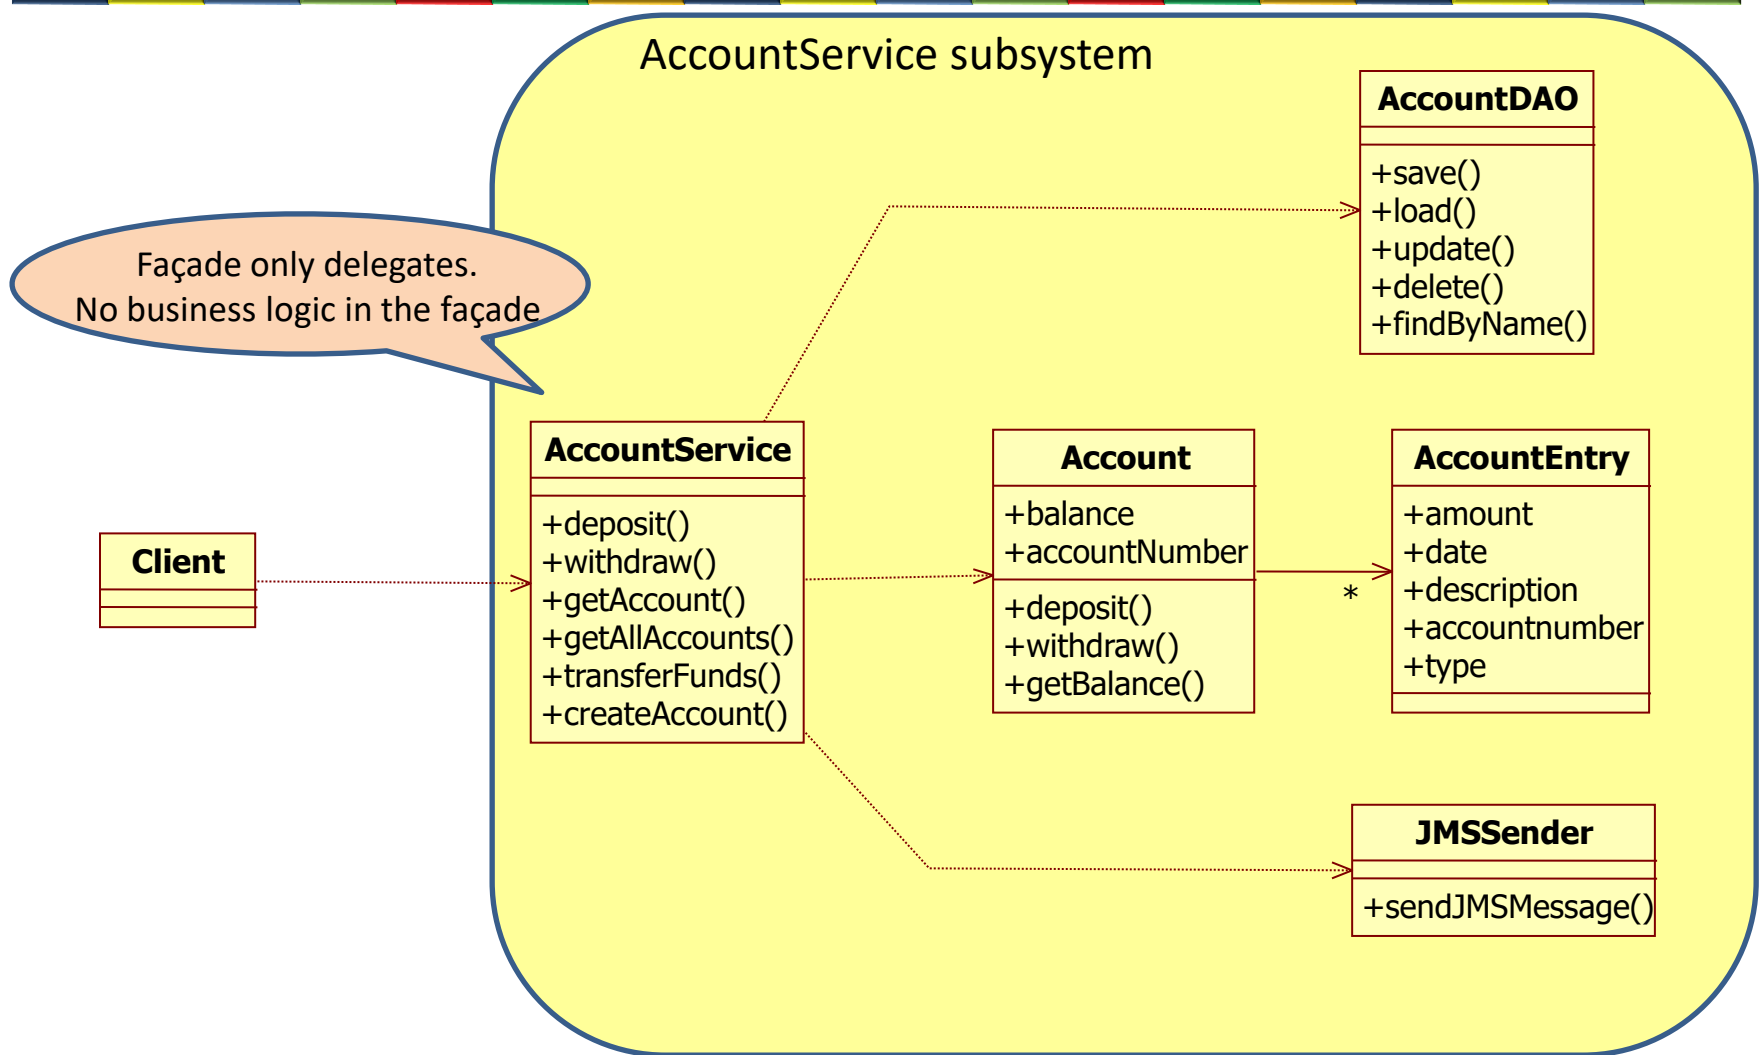 AccountService subsystem
AccountDAO
+save()
+load()
+update()
+delete()
+findByName()
Façade only delegates.
No business logic in the façade
AccountService
+deposit()
+withdraw()
+getAccount()
+getAllAccounts()
+transferFunds()
+createAccount()
Account
+balance
+accountNumber
+deposit()
+withdraw()
+getBalance()
AccountEntry
+amount
+date
+description
+accountnumber
+type
Client
*
JMSSender
+sendJMSMessage()